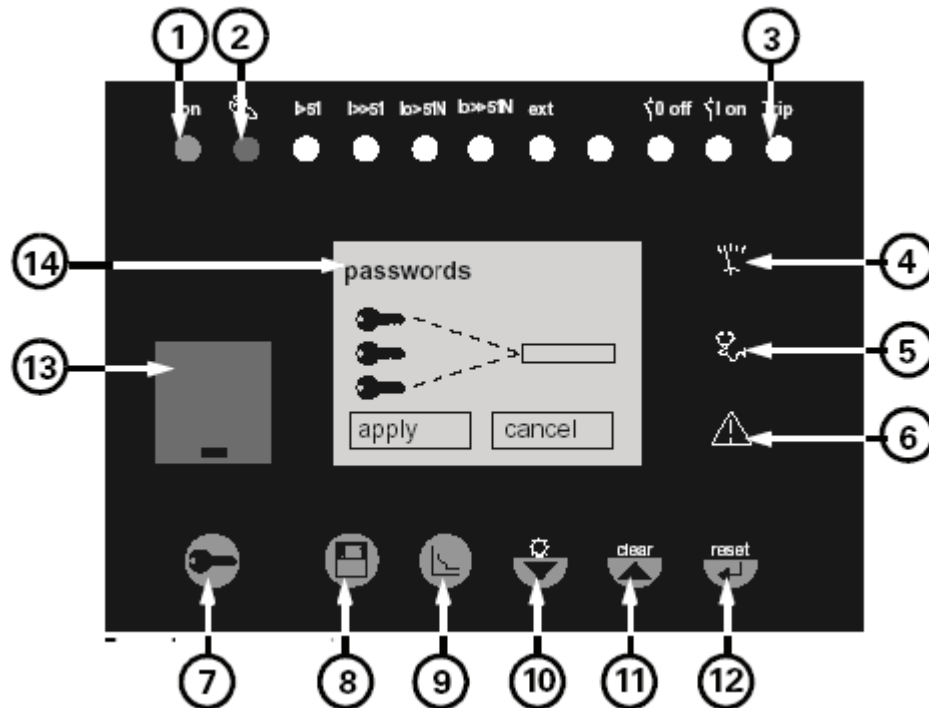 1 2 3
on I>51 I>>51 Io>51N Io>>51N ext 0 off I on Trip
4
14
passwords
5
13
apply cancel
6
clear reset
7 8 9 10 11 12